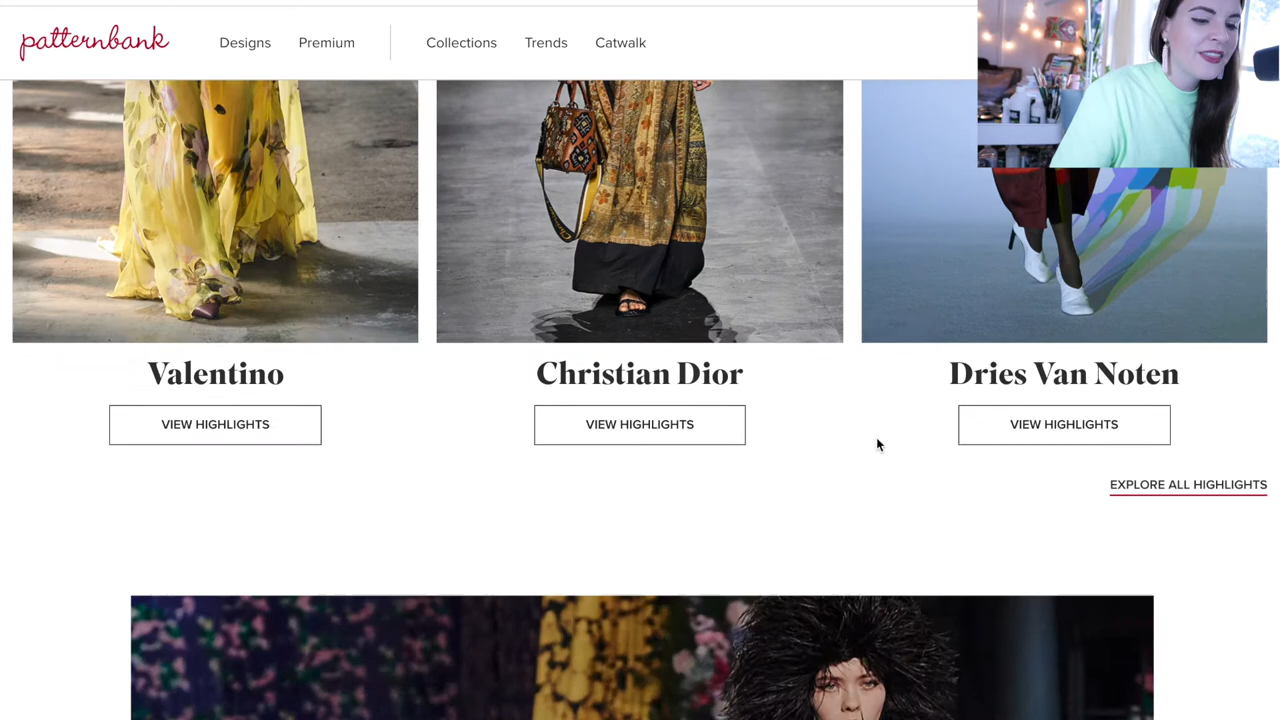 patternbank
Designs Premium Collections Trends Catwalk
Valentino Christian Dior Dries Van Noten
VIEW HIGHLIGHTS VIEW HIGHLIGHTS VIEW HIGHLIGHTS
EXPLORE ALL HIGHLIGHTS